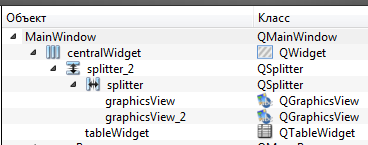 Объект Класс
MainWindow QMainWindow
centralWidget QWidget
splitter_2 QSplitter
splitter QSplitter
graphicsView QGraphicsView
graphicsView_2 QGraphicsView
tableWidget QTableWidget